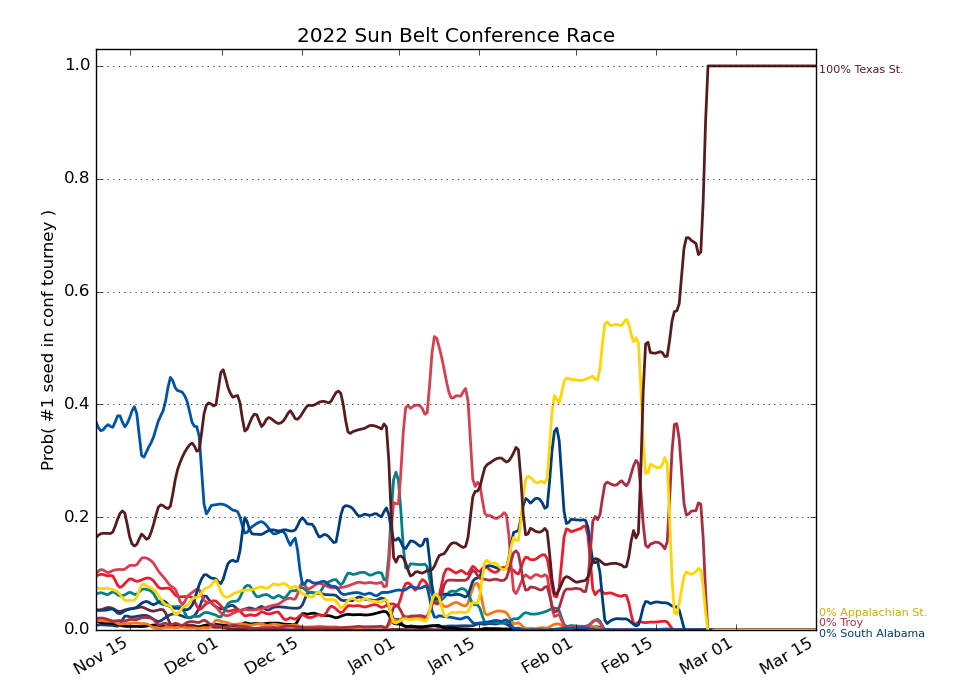 2022 Sun Belt Conference Race
Prob( #1 seed in conf tourney )
1.0
0.8
0.6
0.4
0.2
0.0
Nov 15
Dec 01
Dec 15
Jan 01
Jan 15
Feb 01
Feb 15
Mar 01
Mar 15
100% Texas St.
0% Appalachian St.
0% Troy
0% South Alabama